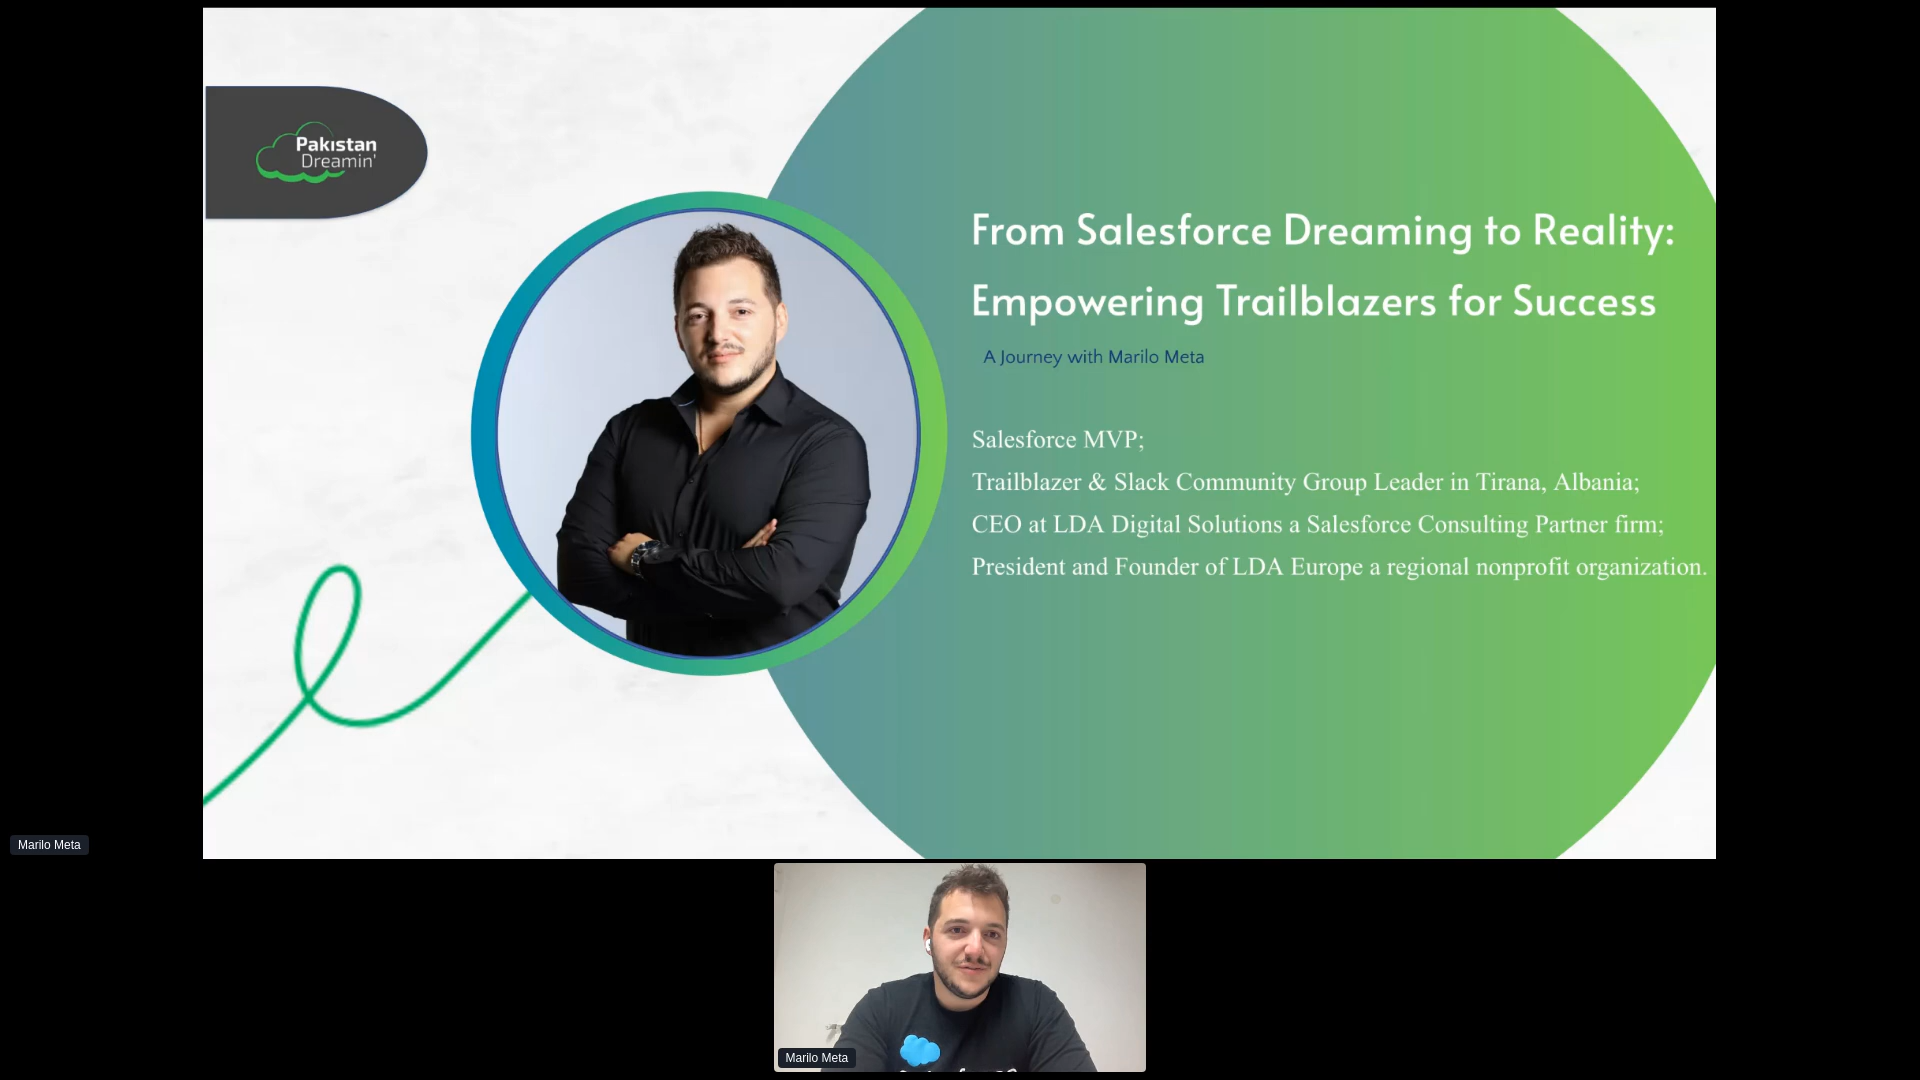 Pakistan
Dreamin'
From Salesforce Dreaming to Reality:
Empowering Trailblazers for Success
A Journey with Marilo Meta
Salesforce MVP;
Trailblazer & Slack Community Group Leader in Tirana, Albania;
CEO at LDA Digital Solutions a Salesforce Consulting Partner firm;
President and Founder of LDA Europe a regional nonprofit organization.
Marilo Meta
Marilo Meta